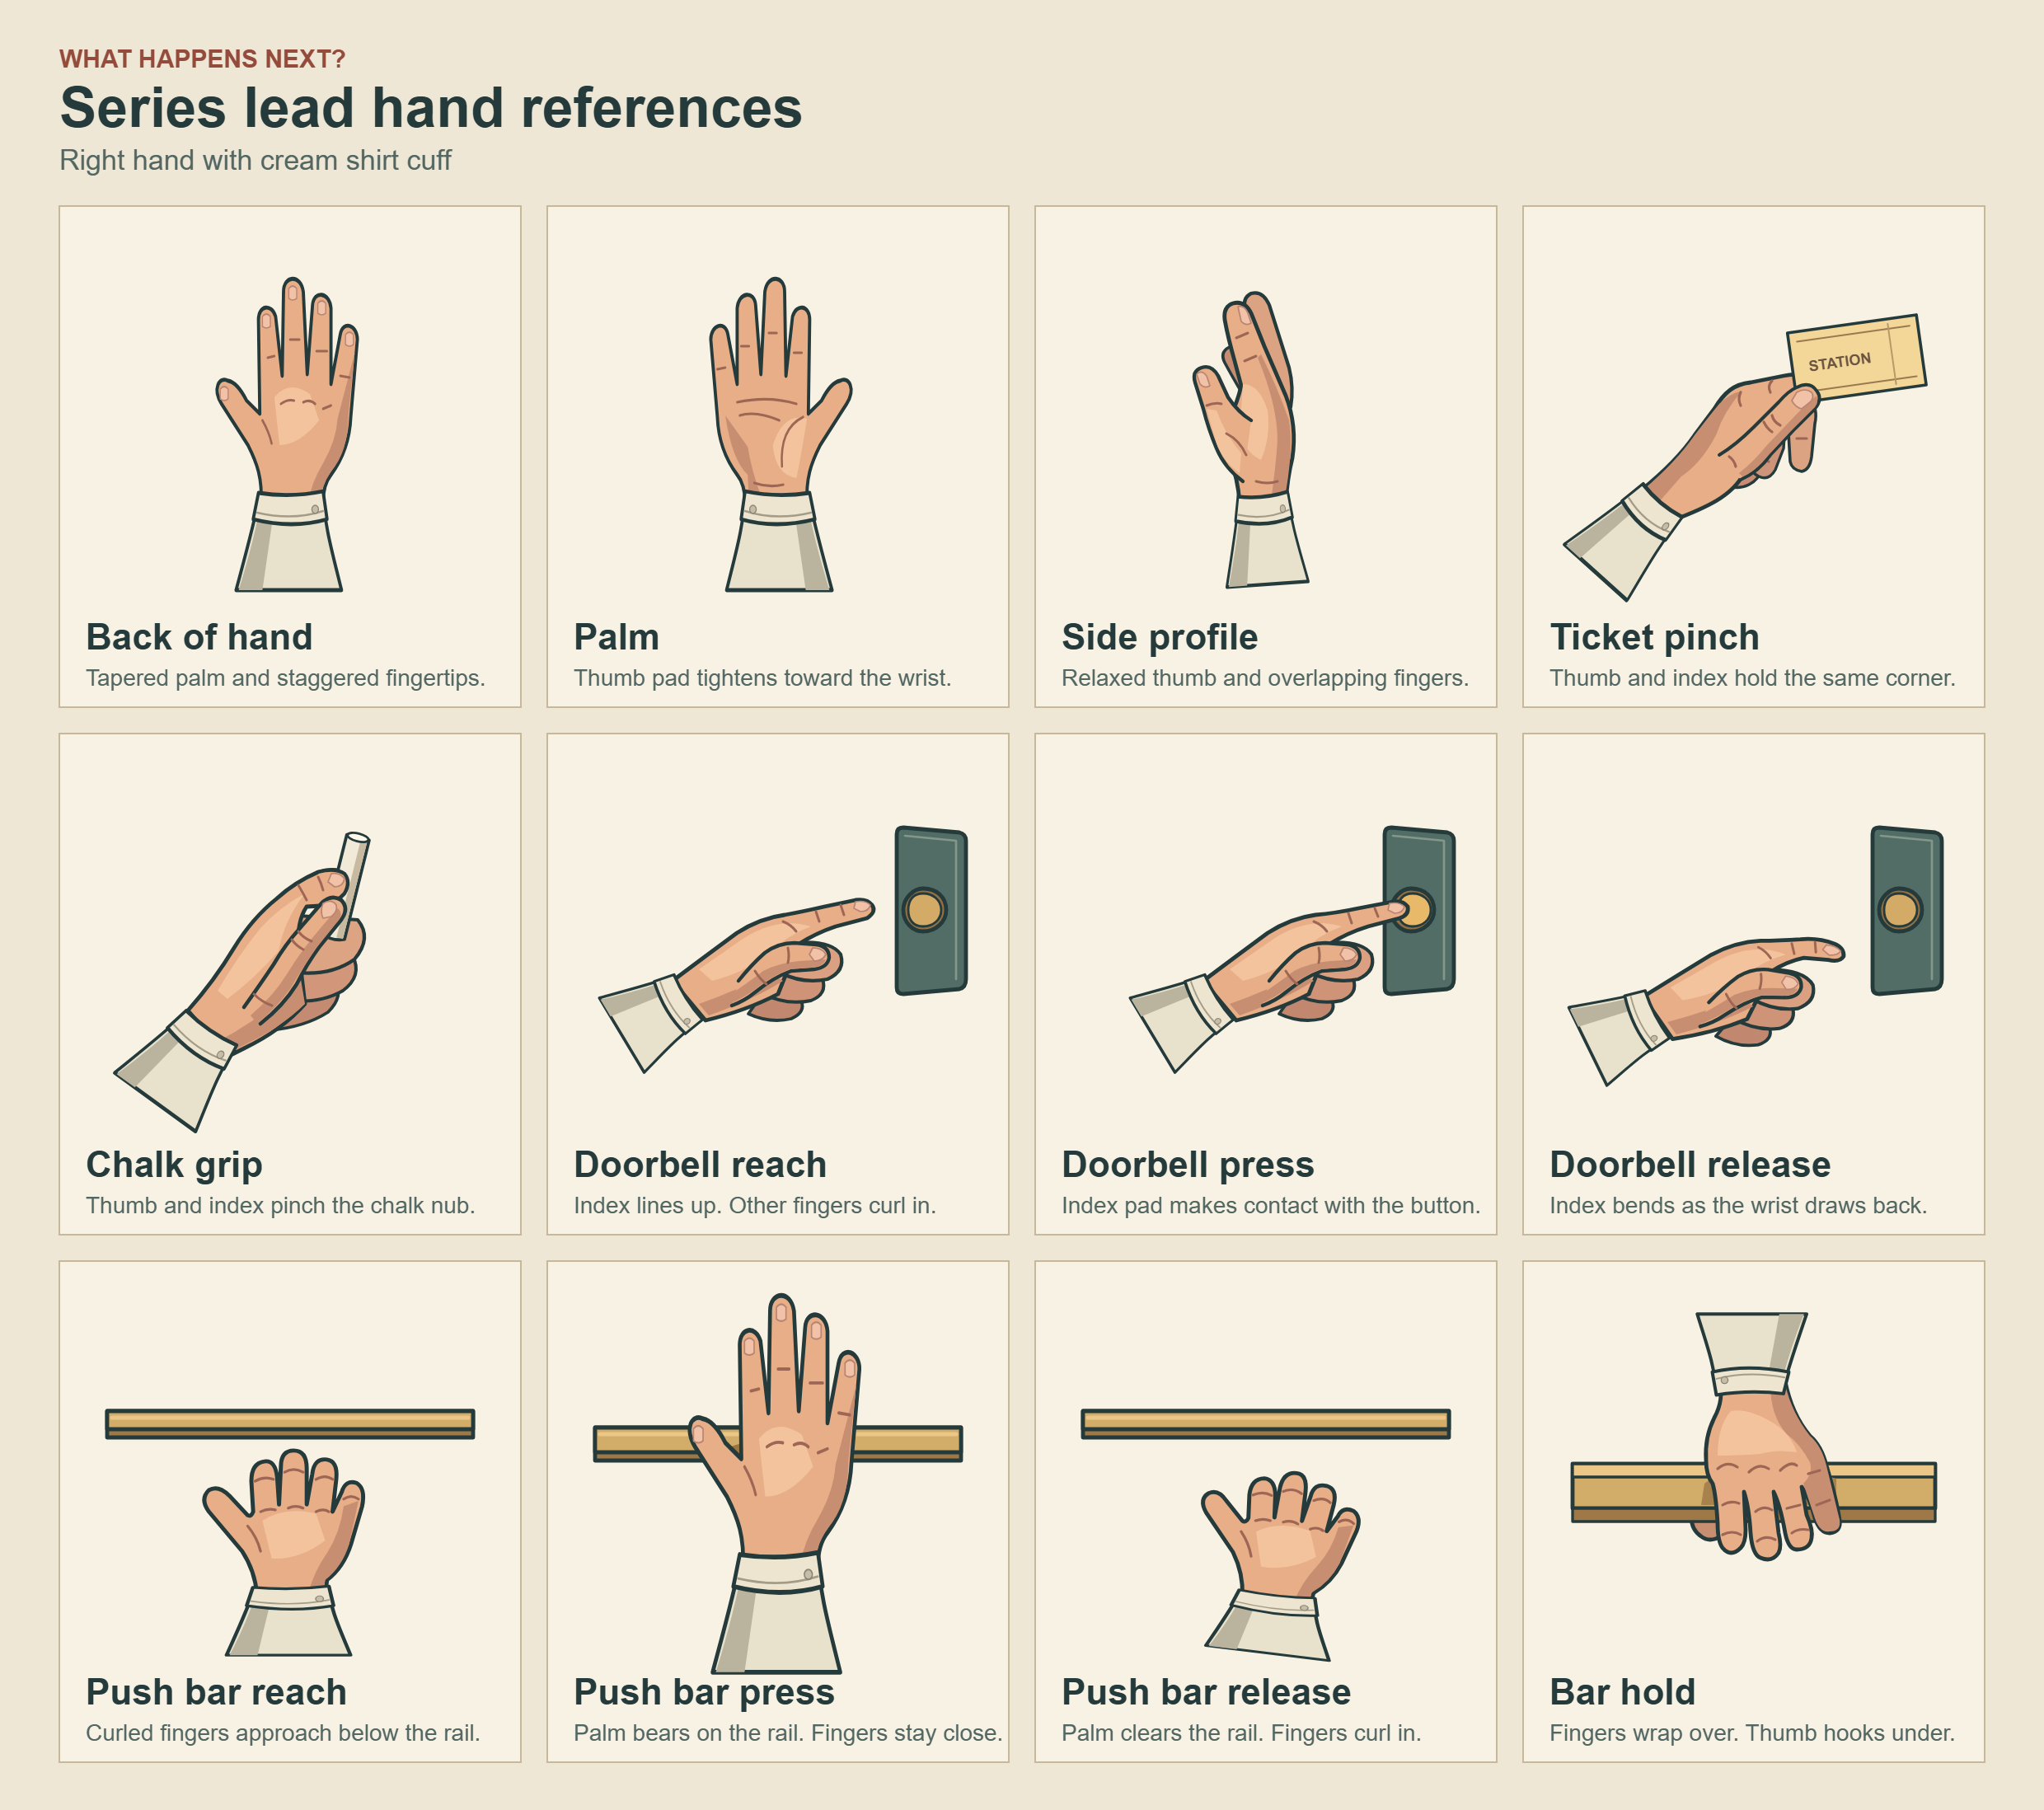 WHAT HAPPENS NEXT?
Series lead hand references
Right hand with cream shirt cuff
STATION
Back of hand
Tapered palm and staggered fingertips.
Palm
Thumb pad tightens toward the wrist.
Side profile
Relaxed thumb and overlapping fingers.
Ticket pinch
Thumb and index hold the same corner.
Chalk grip
Thumb and index pinch the chalk nub.
Doorbell reach
Index lines up. Other fingers curl in.
Doorbell press
Index pad makes contact with the button.
Doorbell release
Index bends as the wrist draws back.
Push bar reach
Curled fingers approach below the rail.
Push bar press
Palm bears on the rail. Fingers stay close.
Push bar release
Palm clears the rail. Fingers curl in.
Bar hold
Fingers wrap over. Thumb hooks under.